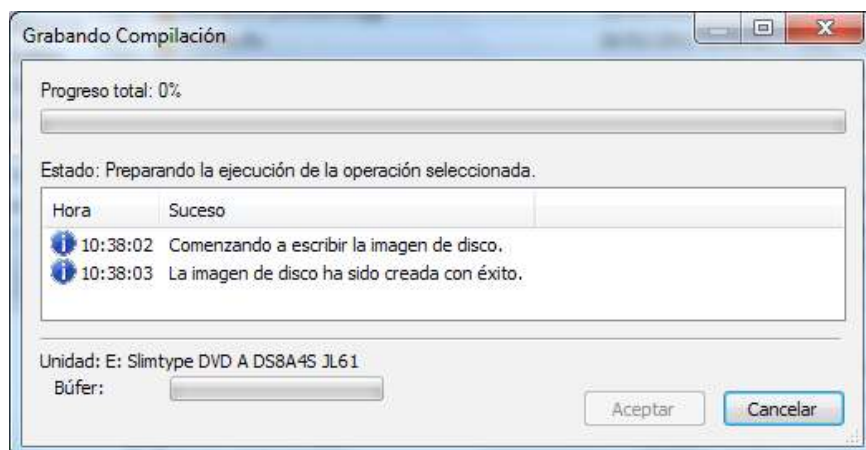 Grabando Compilación
Progreso total: 0%
Estado: Preparando la ejecución de la operación seleccionada.
Hora Suceso
10:38:02 Comenzando a escribir la imagen de disco.
10:38:03 La imagen de disco ha sido creada con éxito.
Unidad: E: Slimtype DVD A DS8A4S JL61
Búfer:
Aceptar Cancelar